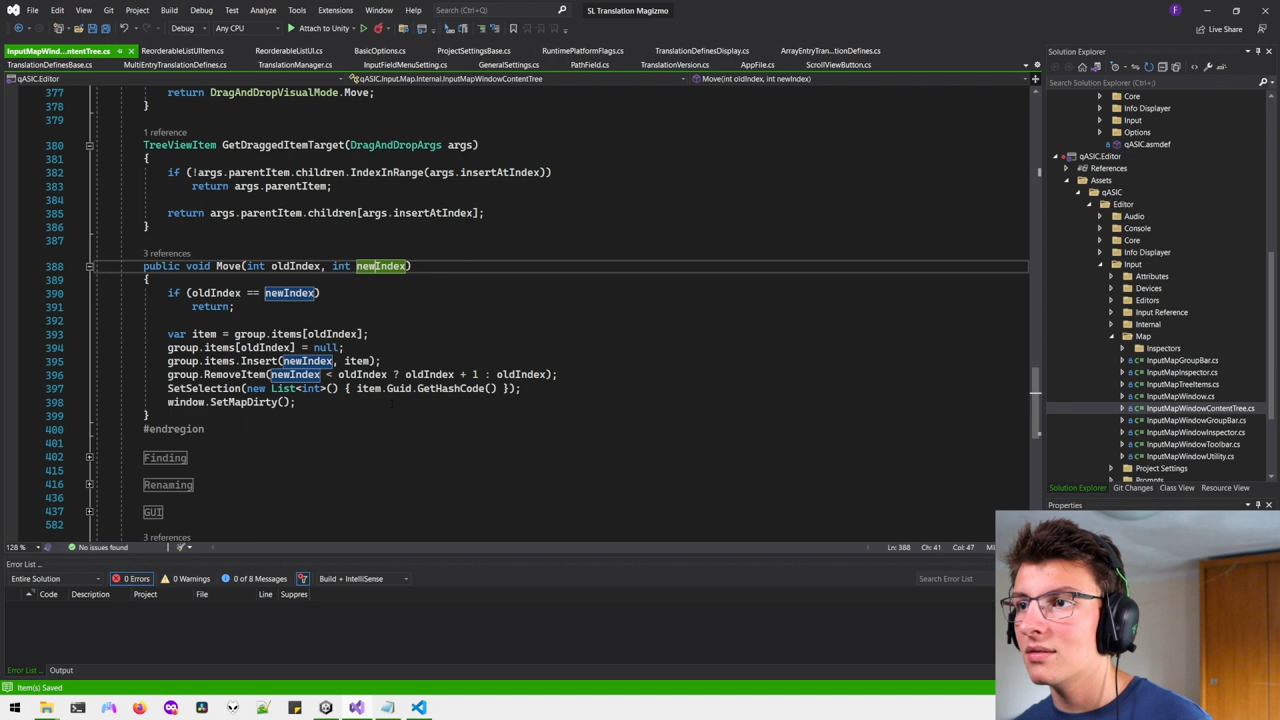 File Edit View Git Project Build Debug Test Analyze Tools Extensions Window Help Search (Ctrl+Q) SL Translation Magizmo
Debug Any CPU Attach to Unity Live Share
InputMapWind...ntentTree.cs ReorderableListUIItem.cs ReorderableListUI.cs BasicOptions.cs ProjectSettingsBase.cs RuntimePlatformFlags.cs TranslationDefinesDisplay.cs ArrayEntryTran...tionDefines.cs
TranslationDefinesBase.cs MultiEntryTranslationDefines.cs TranslationManager.cs InputFieldMenuSetting.cs GeneralSettings.cs PathField.cs TranslationVersion.cs AppFile.cs ScrollViewButton.cs
qASIC.Editor qASIC.Input.Map.Internal.InputMapWindowContentTree Move(int oldIndex, int newIndex)
377 return DragAndDropVisualMode.Move;
378 }
379
1 reference
380 TreeViewItem GetDraggedItemTarget(DragAndDropArgs args)
381 {
382 if (!args.parentItem.children.IndexInRange(args.insertAtIndex))
383 return args.parentItem;
384
385 return args.parentItem.children[args.insertAtIndex];
386 }
387
3 references
388 public void Move(int oldIndex, int newIndex)
389 {
390 if (oldIndex == newIndex)
391 return;
392
393 var item = group.items[oldIndex];
394 group.items[oldIndex] = null;
395 group.items.Insert(newIndex, item);
396 group.RemoveItem(newIndex < oldIndex ? oldIndex + 1 : oldIndex);
397 SetSelection(new List<int>() { item.Guid.GetHashCode() });
398 window.SetMapDirty();
399 }
400 #endregion
401
402 Finding
415
416 Renaming
436
437 GUI
582
3 references
128 % No issues found Ln: 388 Ch: 41 Col: 47
Error List ...
Entire Solution 0 Errors 0 Warnings 0 of 8 Messages Build + IntelliSense Search Error List
Code Description Project File Line Suppres
Error List ... Output
Item(s) Saved
Solution Explorer
Search Solution Explorer (Ctrl+;)
Core
Info Displayer
Input
Options
qASIC.asmdef
qASIC.Editor
References
Assets
qASIC
Editor
Audio
Console
Core
Info Displayer
Input
Attributes
Devices
Editors
Input Reference
Internal
Map
Inspectors
InputMapGroupBar.cs
InputMapInspector.cs
InputMapTreeItems.cs
InputMapWindow.cs
InputMapWindowContentTree.cs
InputMapWindowGroupBar.cs
InputMapWindowInspector.cs
InputMapWindowToolbar.cs
InputMapWindowUtility.cs
Project Settings
Prompts
Solution Explorer Git Changes Class View Resource View
Properties